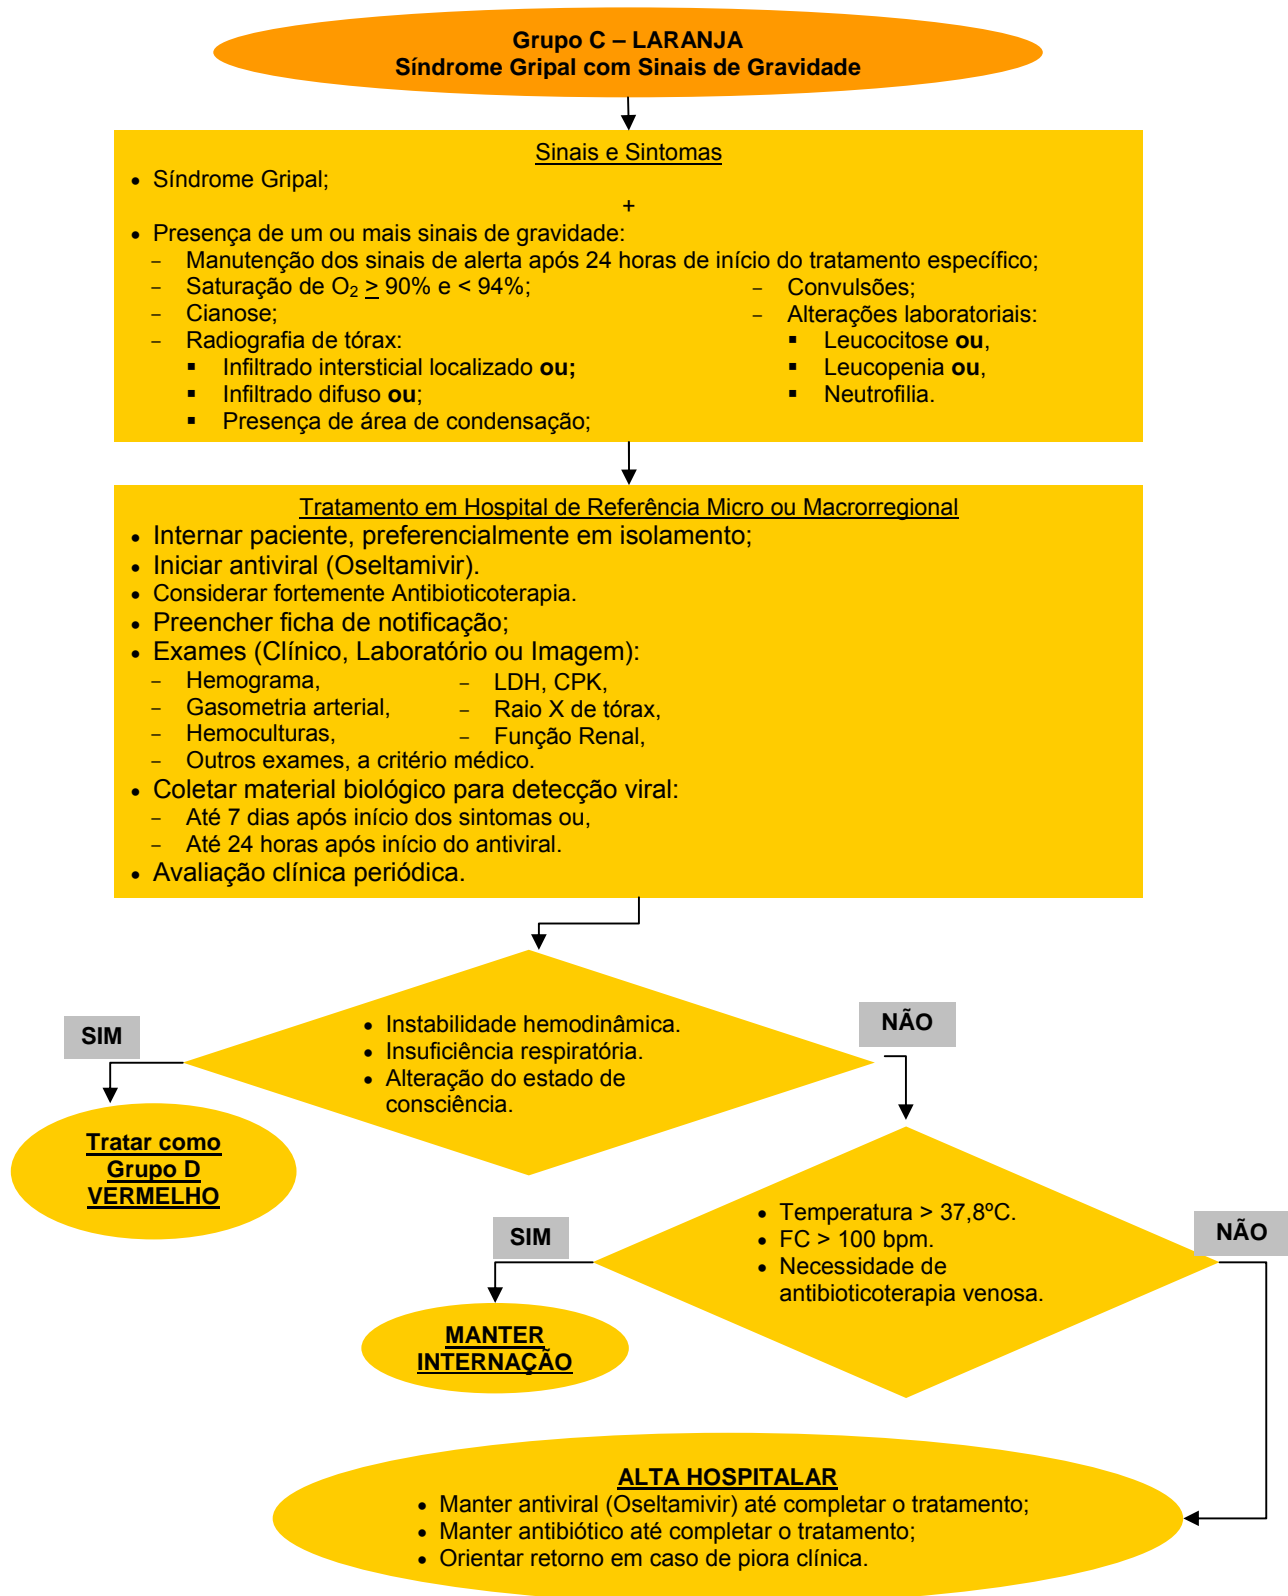 Grupo C – LARANJA
Síndrome Gripal com Sinais de Gravidade
Sinais e Sintomas
• Síndrome Gripal;
+
• Presença de um ou mais sinais de gravidade:
− Manutenção dos sinais de alerta após 24 horas de início do tratamento específico;
− Saturação de O₂ ≥ 90% e < 94%;
− Cianose;
− Radiografia de tórax:
▪ Infiltrado intersticial localizado ou;
▪ Infiltrado difuso ou;
▪ Presença de área de condensação;
− Convulsões;
− Alterações laboratoriais:
▪ Leucocitose ou,
▪ Leucopenia ou,
▪ Neutrofilia.
Tratamento em Hospital de Referência Micro ou Macrorregional
• Internar paciente, preferencialmente em isolamento;
• Iniciar antiviral (Oseltamivir).
• Considerar fortemente Antibioticoterapia.
• Preencher ficha de notificação;
• Exames (Clínico, Laboratório ou Imagem):
− Hemograma,
− Gasometria arterial,
− Hemoculturas,
− LDH, CPK,
− Raio X de tórax,
− Função Renal,
− Outros exames, a critério médico.
• Coletar material biológico para detecção viral:
− Até 7 dias após início dos sintomas ou,
− Até 24 horas após início do antiviral.
• Avaliação clínica periódica.
SIM
• Instabilidade hemodinâmica.
• Insuficiência respiratória.
• Alteração do estado de
consciência.
NÃO
Tratar como
Grupo D
VERMELHO
SIM
• Temperatura > 37,8ºC.
• FC > 100 bpm.
• Necessidade de
antibioticoterapia venosa.
NÃO
MANTER
INTERNAÇÃO
ALTA HOSPITALAR
• Manter antiviral (Oseltamivir) até completar o tratamento;
• Manter antibiótico até completar o tratamento;
• Orientar retorno em caso de piora clínica.